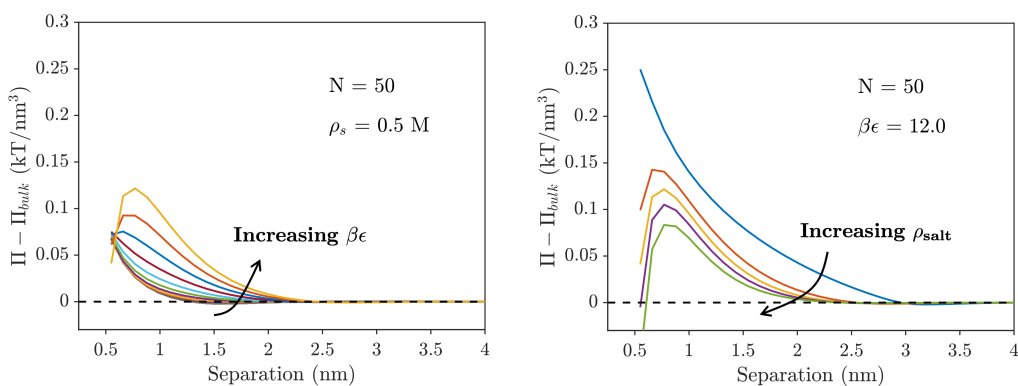 0.3
0.25
0.2
0.15
0.1
0.05
0
Π − Π_bulk (kT/nm³)
N = 50
ρ_s = 0.5 M
Increasing βϵ
0.5 1 1.5 2 2.5 3 3.5 4
Separation (nm)
0.3
0.25
0.2
0.15
0.1
0.05
0
Π − Π_bulk (kT/nm³)
N = 50
βϵ = 12.0
Increasing ρ_salt
0.5 1 1.5 2 2.5 3 3.5 4
Separation (nm)